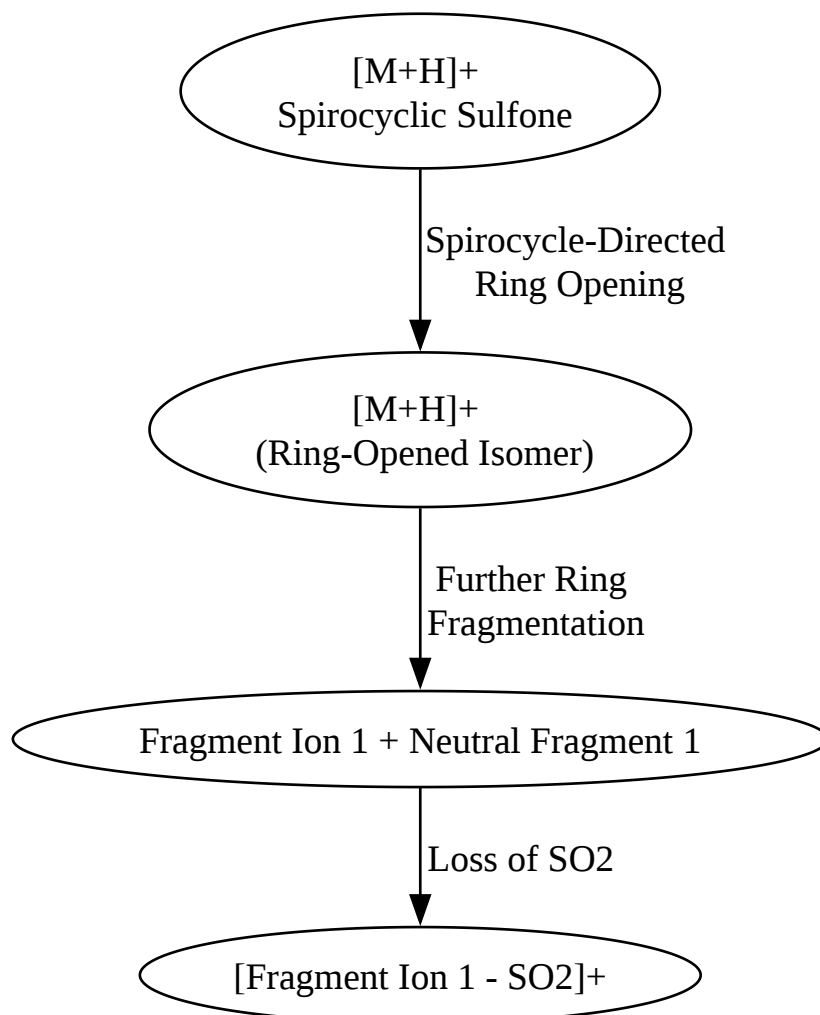 [M+H]+
Spirocyclic Sulfone
Spirocycle-Directed
Ring Opening
[M+H]+
(Ring-Opened Isomer)
Further Ring
Fragmentation
Fragment Ion 1 + Neutral Fragment 1
Loss of SO2
[Fragment Ion 1 - SO2]+